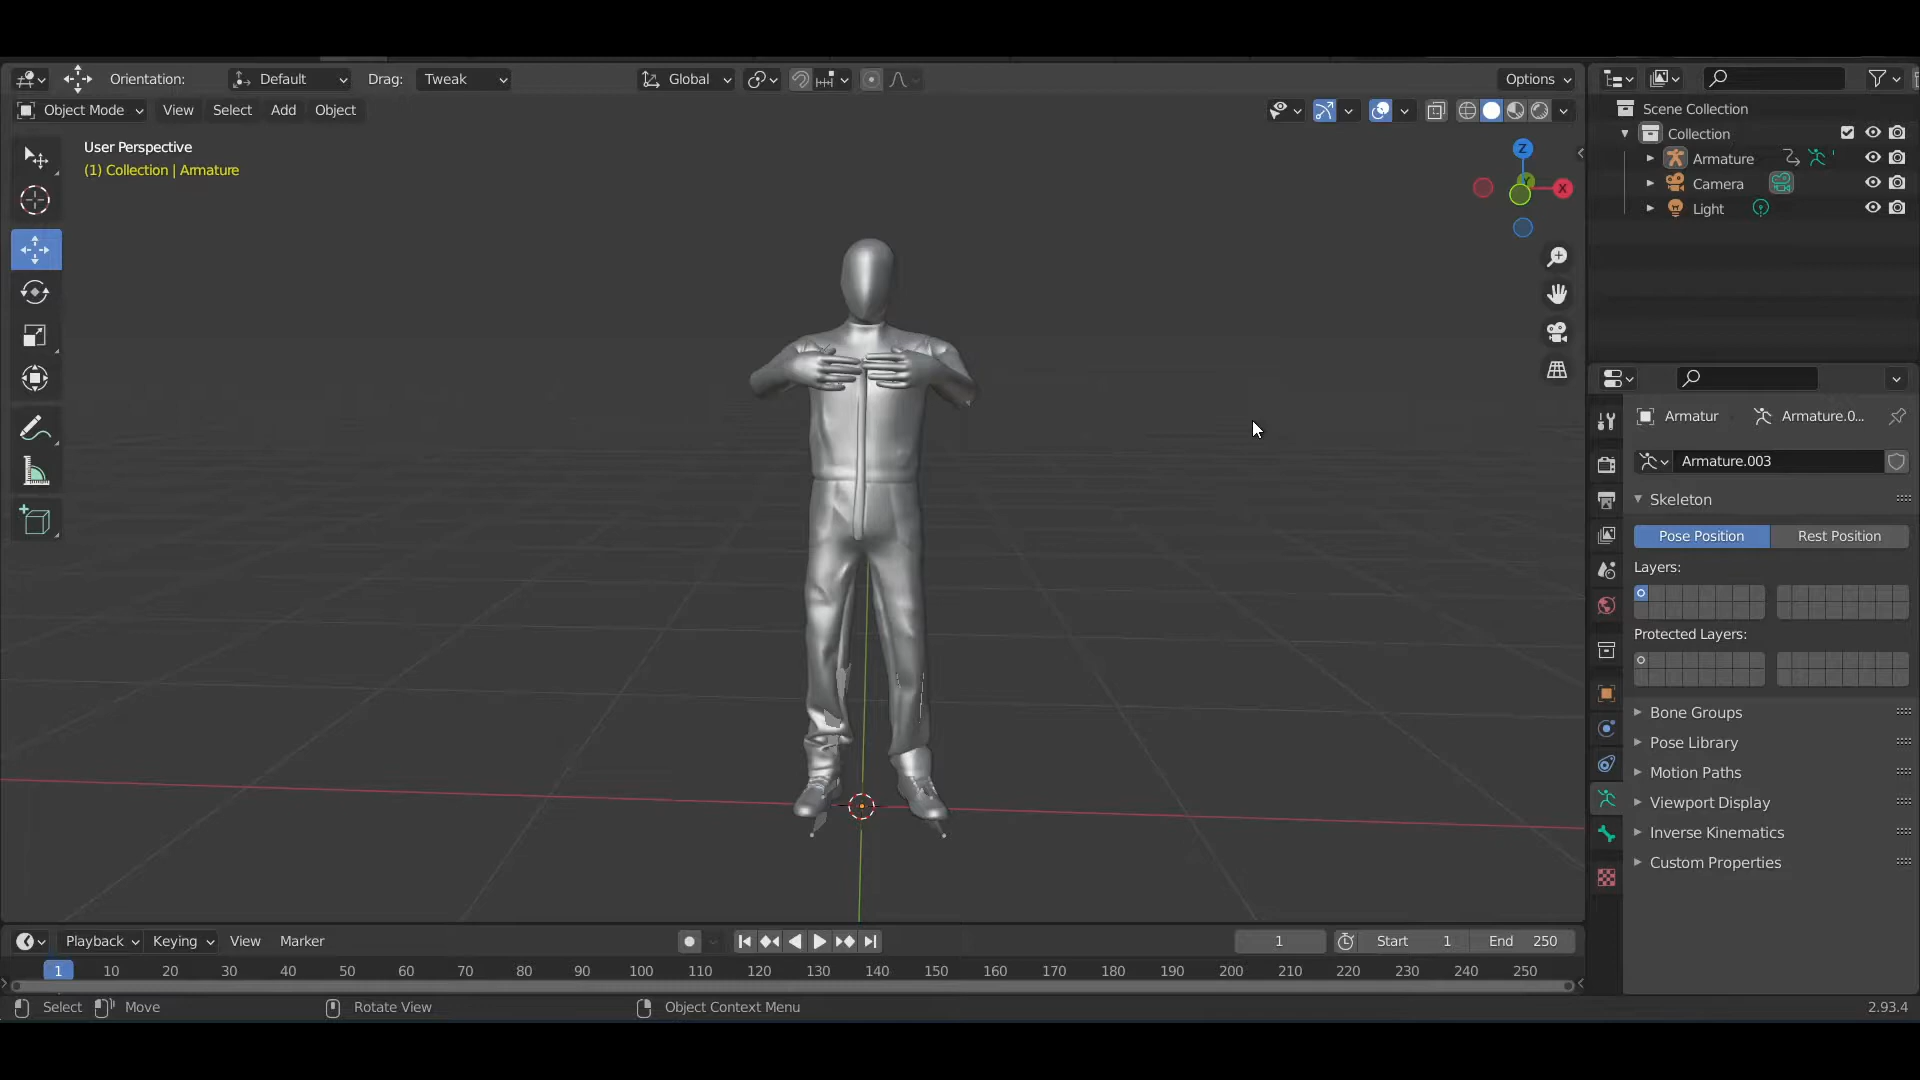 Orientation: Default Drag: Tweak Global Options
Object Mode View Select Add Object
User Perspective
(1) Collection | Armature
Z
Y
X
Scene Collection
Collection
Armature
Camera
Light
Armatur Armature.0...
Armature.003
Skeleton
Pose Position Rest Position
Layers:
Protected Layers:
Bone Groups
Pose Library
Motion Paths
Viewport Display
Inverse Kinematics
Custom Properties
Playback Keying View Marker 1 Start 1 End 250
1 10 20 30 40 50 60 70 80 90 100 110 120 130 140 150 160 170 180 190 200 210 220 230 240 250
Select Move Rotate View Object Context Menu 2.93.4